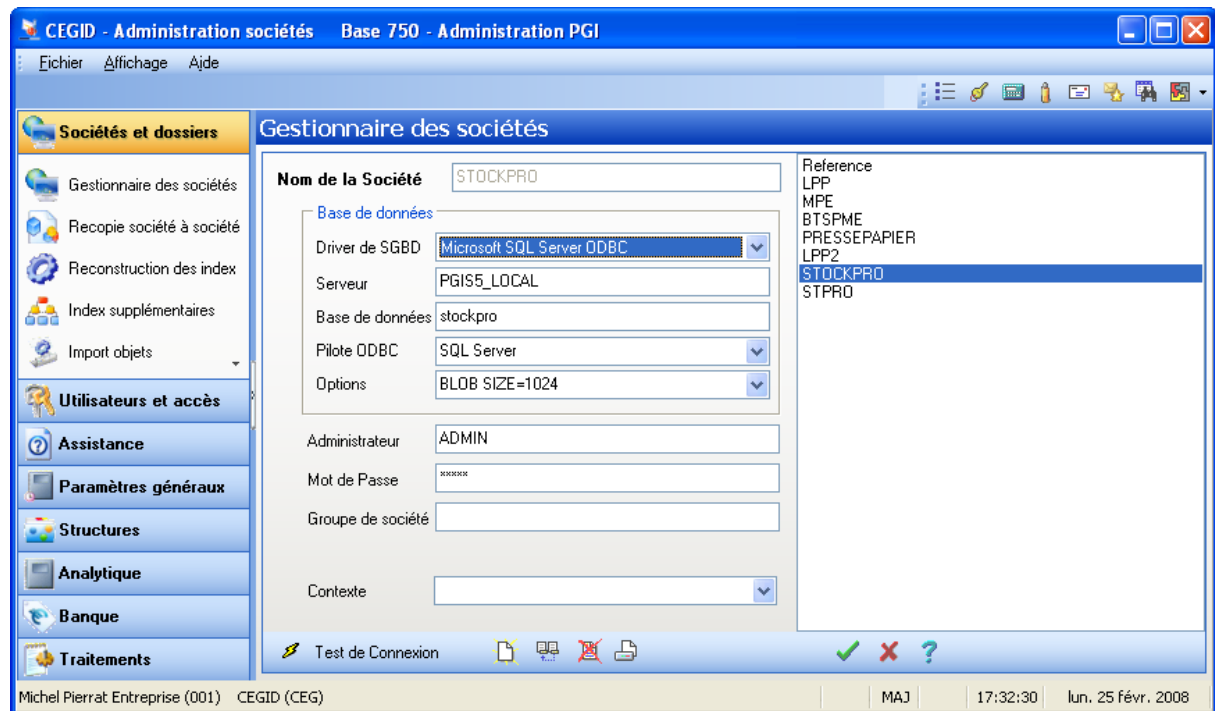 CEGID - Administration sociétés Base 750 - Administration PGI
Fichier Affichage Ajde
Sociétés et dossiers
Gestionnaire des sociétés
Recopie société à société
Reconstruction des index
Index supplémentaires
Import objets
Utilisateurs et accès
Assistance
Paramètres généraux
Structures
Analytique
Banque
Traitements
Gestionnaire des sociétés
Nom de la Société STOCKPRO
Base de données
Driver de SGBD Microsoft SQL Server ODBC
Serveur PGIS5_LOCAL
Base de données stockpro
Pilote ODBC SQL Server
Options BLOB SIZE=1024
Administrateur ADMIN
Mot de Passe *****
Groupe de société
Contexte
Test de Connexion
Reference
LPP
MPE
BTSPME
PRESSEPAPIER
LPP2
STOCKPRO
STPRO
Michel Pierrat Entreprise (001) CEGID (CEG) MAJ 17:32:30 lun. 25 févr. 2008